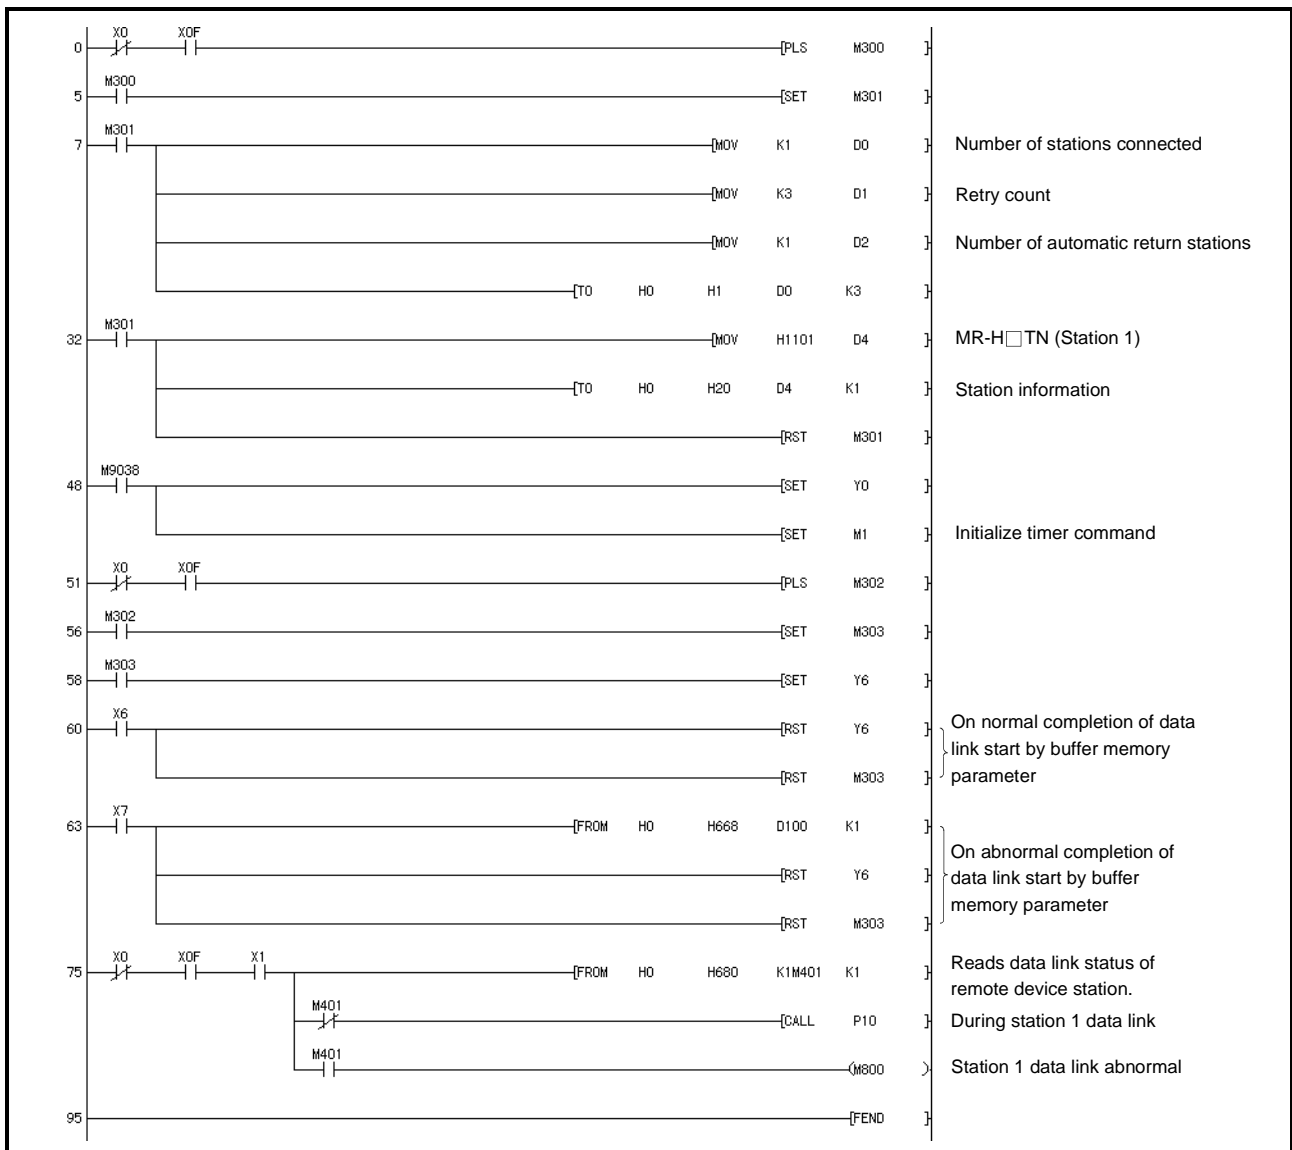 X0 X0F
0 [PLS M300 ]
M300
5 [SET M301 ]
M301
7 [MOV K1 D0 ] Number of stations connected
[MOV K3 D1 ] Retry count
[MOV K1 D2 ] Number of automatic return stations
[TO H0 H1 D0 K3 ]
M301
32 [MOV H1101 D4 ] MR-H□TN (Station 1)
[TO H0 H20 D4 K1 ] Station information
[RST M301 ]
M9038
48 [SET Y0 ]
[SET M1 ] Initialize timer command
X0 X0F
51 [PLS M302 ]
M302
56 [SET M303 ]
M303
58 [SET Y6 ]
X6
60 [RST Y6 ]
[RST M303 ]
On normal completion of data
link start by buffer memory
parameter
X7
63 [FROM H0 H668 D100 K1 ]
[RST Y6 ]
[RST M303 ]
On abnormal completion of
data link start by buffer
memory parameter
X0 X0F X1
75 [FROM H0 H680 K1M401 K1 ]
Reads data link status of
remote device station.
M401
[CALL P10 ] During station 1 data link
M401
(M800 ) Station 1 data link abnormal
95 [FEND ]